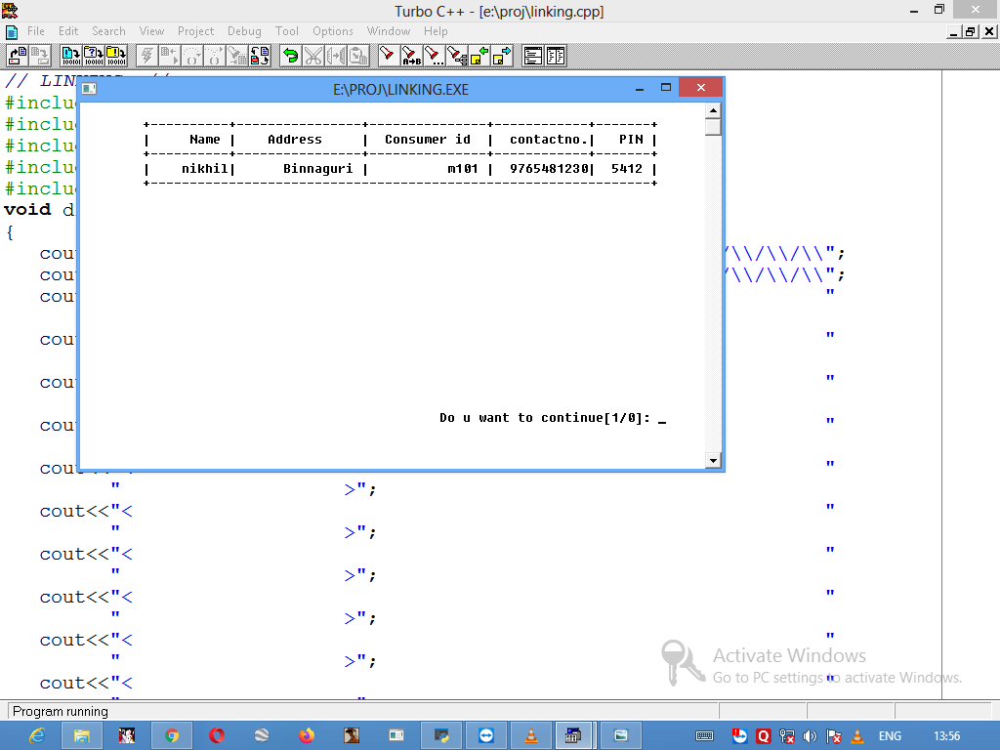 Turbo C++ - [e:\proj\linking.cpp]
File Edit Search View Project Debug Tool Options Window Help
E:\PROJ\LINKING.EXE
+----------+---------------+---------------+------------+-------+
| Name | Address | Consumer id | contactno.| PIN |
+----------+---------------+---------------+------------+-------+
| nikhil| Binnaguri | m101 | 9765481230| 5412 |
+---------------------------------------------------------------+
Do u want to continue[1/0]: _
#inclu
#inclu
#inclu
#inclu
#inclu
void d
{
cou /\\/\\/\\";
cou /\\/\\/\\";
cou "
cou "
cou "
cou "
cout<<"< "
" >";
cout<<"< "
" >";
cout<<"< "
" >";
cout<<"< "
" >";
cout<<"< "
" >";
cout<<"< "
Activate Windows
Go to PC settings to activate Windows.
Program running
ENG 13:56